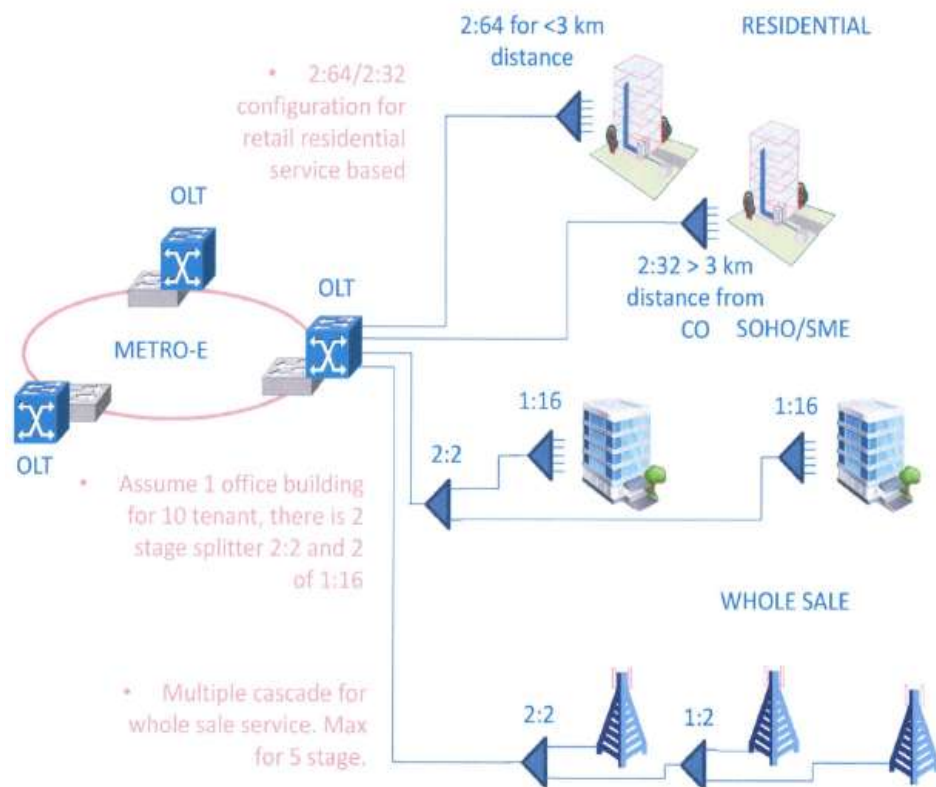 2:64 for <3 km
distance
RESIDENTIAL
• 2:64/2:32
configuration for
retail residential
service based
OLT
OLT
METRO-E
OLT
2:32 > 3 km
distance from
CO
SOHO/SME
1:16
1:16
2:2
• Assume 1 office building
for 10 tenant, there is 2
stage splitter 2:2 and 2
of 1:16
WHOLE SALE
• Multiple cascade for
whole sale service. Max
for 5 stage.
2:2
1:2